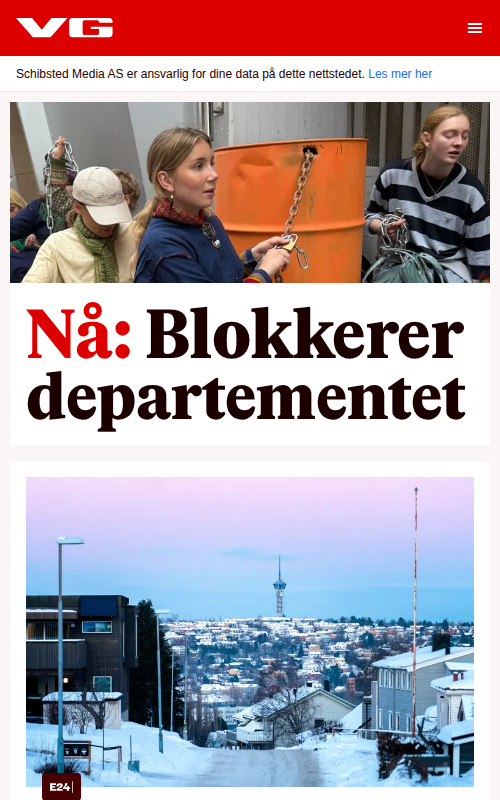 VG
Schibsted Media AS er ansvarlig for dine data på dette nettstedet. Les mer her
Nå: Blokkerer
departementet
E24